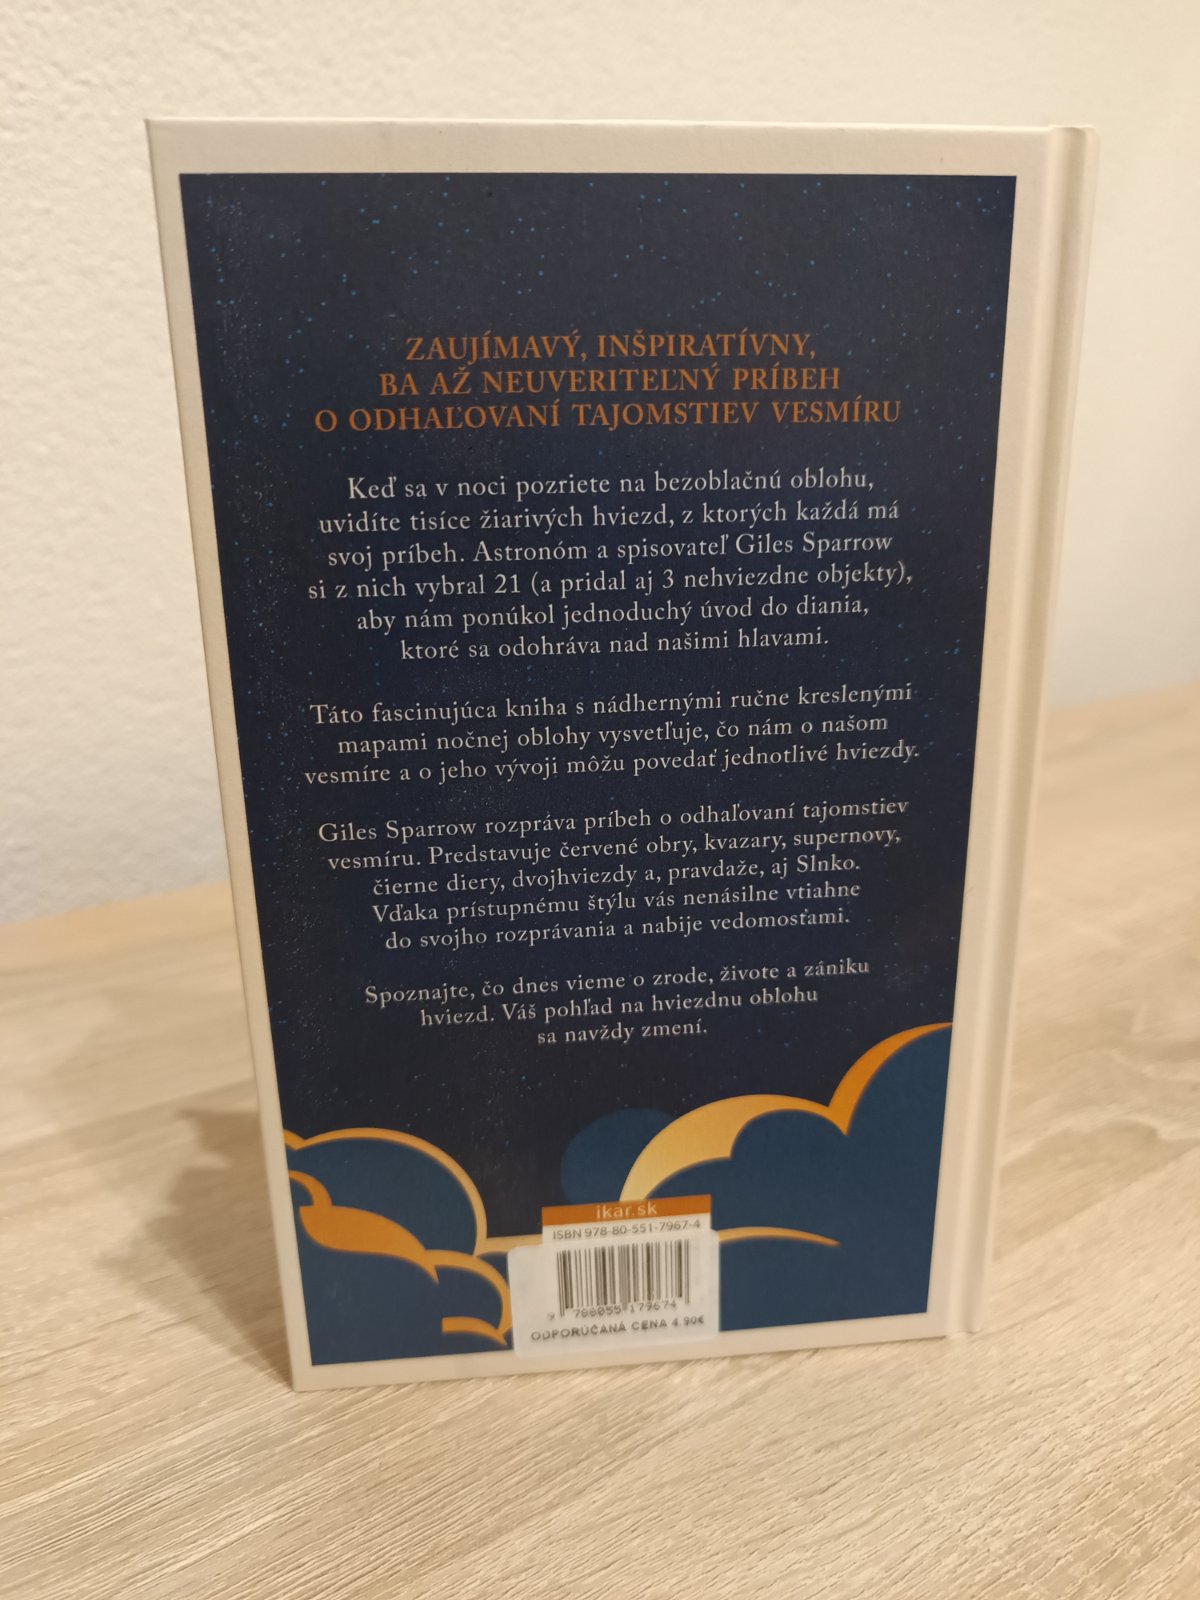 ZAUJÍMAVÝ, INŠPIRATÍVNY,
BA AŽ NEUVERITEĽNÝ PRÍBEH
O ODHAĽOVANÍ TAJOMSTIEV VESMÍRU
Keď sa v noci pozriete na bezoblačnú oblohu,
uvidíte tisíce žiarivých hviezd, z ktorých každá má
svoj príbeh. Astronóm a spisovateľ Giles Sparrow
si z nich vybral 21 (a pridal aj 3 nehviezdne objekty),
aby nám ponúkol jednoduchý úvod do diania,
ktoré sa odohráva nad našimi hlavami.
Táto fascinujúca kniha s nádhernými ručne kreslenými
mapami nočnej oblohy vysvetľuje, čo nám o našom
vesmíre a o jeho vývoji môžu povedať jednotlivé hviezdy.
Giles Sparrow rozpráva príbeh o odhaľovaní tajomstiev
vesmíru. Predstavuje červené obry, kvazary, supernovy,
čierne diery, dvojhviezdy a, pravdaže, aj Slnko.
Vďaka prístupnému štýlu vás nenásilne vtiahne
do svojho rozprávania a nabije vedomosťami.
Spoznajte, čo dnes vieme o zrode, živote a zániku
hviezd. Váš pohľad na hviezdnu oblohu
sa navždy zmení.
ikar.sk
ISBN 978-80-551-7967-4
9 788055 179674
ODPORÚČANÁ CENA 4.90€